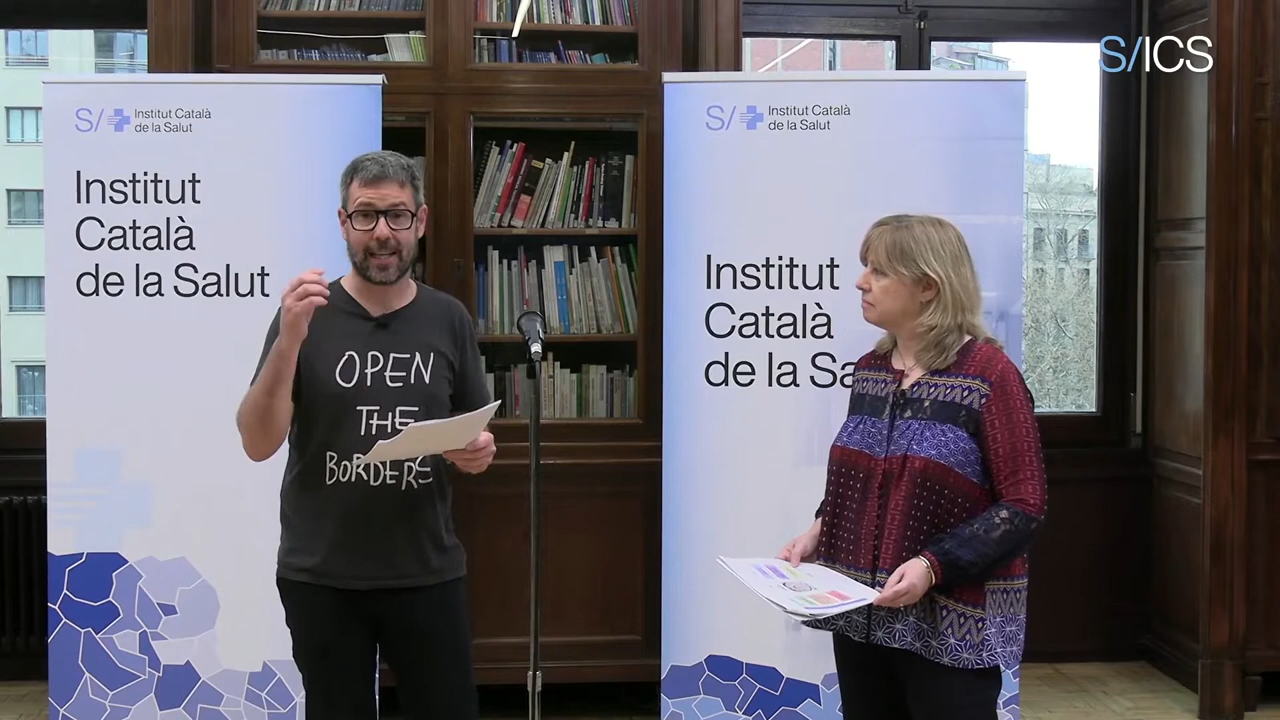 S/ICS
S/ Institut Català
de la Salut
Institut
Català
de la Salut
S/ Institut Català
de la Salut
Institut
Català
de la Sa
OPEN
THE
BORDERS